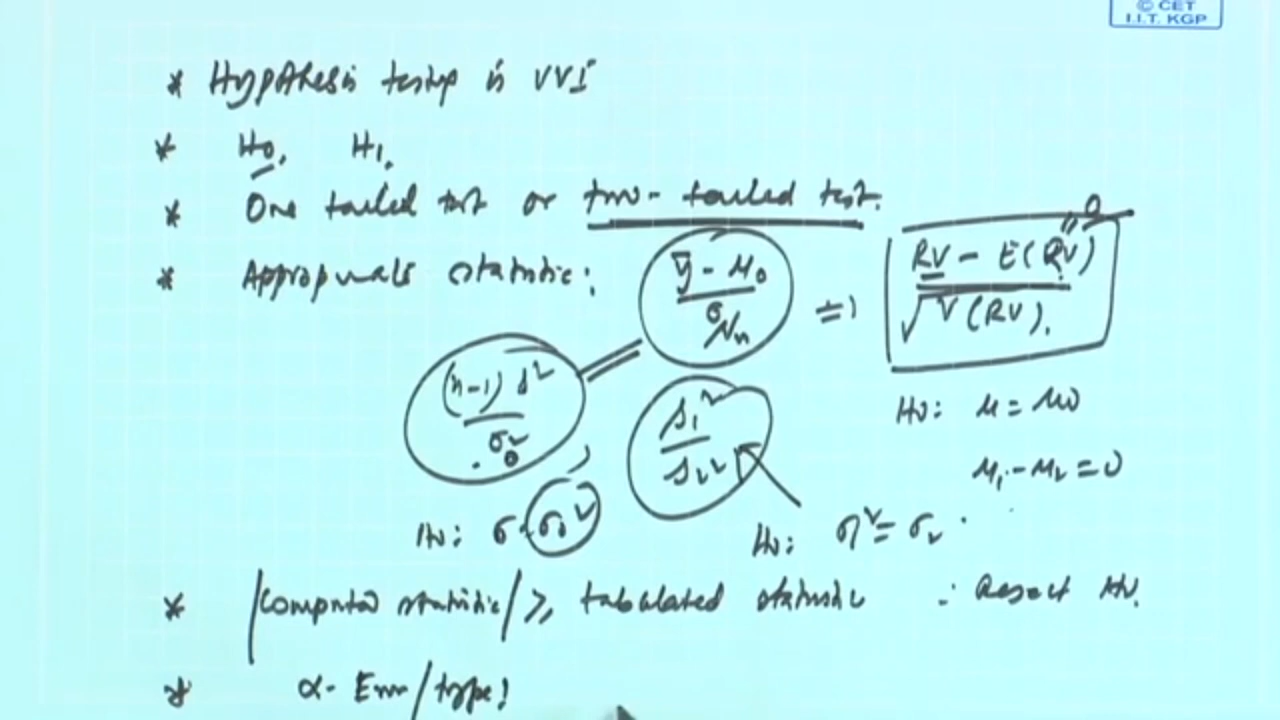 © CET
I.I.T. KGP
* Hypothesis testing is VVI
* H0, H1.
* One tailed test or two-tailed test.
* Appropriate statistic: (ȳ - μ0)/(σ/√n) ⇒ (RV - E(RV))/√V(RV).
(n-1)s²/σ0² s1²/s2²
H0: μ = μ0
μ1 - μ2 = 0
H0: σ² = σ0² H0: σ1² = σ2²
* |Computed statistic| ≥ tabulated statistic : Reject H0.
* α- Error/type I